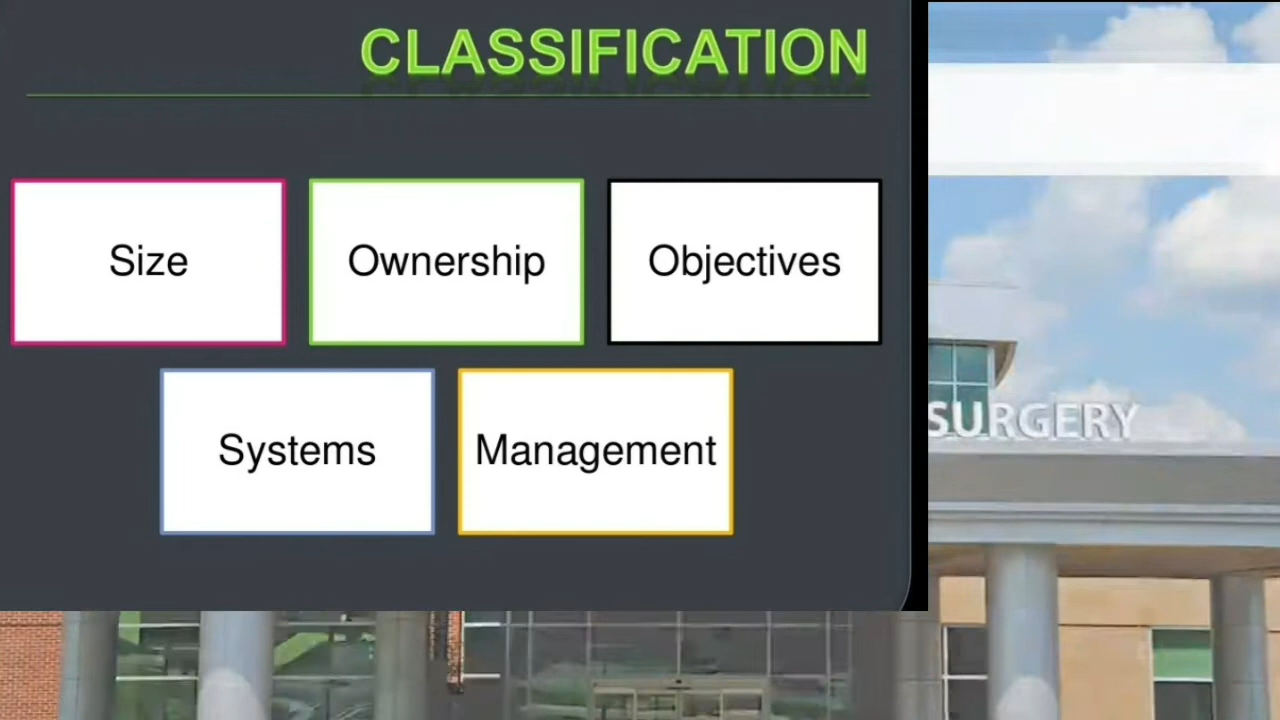 CLASSIFICATION
Size
Ownership
Objectives
Systems
Management
SURGERY